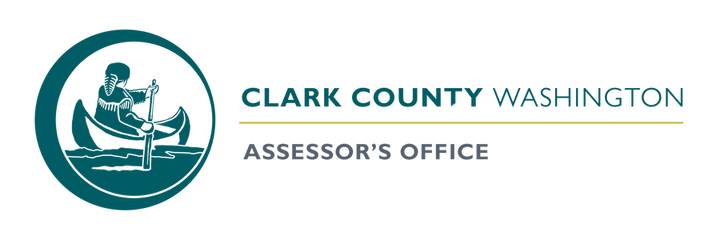 CLARK COUNTY WASHINGTON
ASSESSOR'S OFFICE